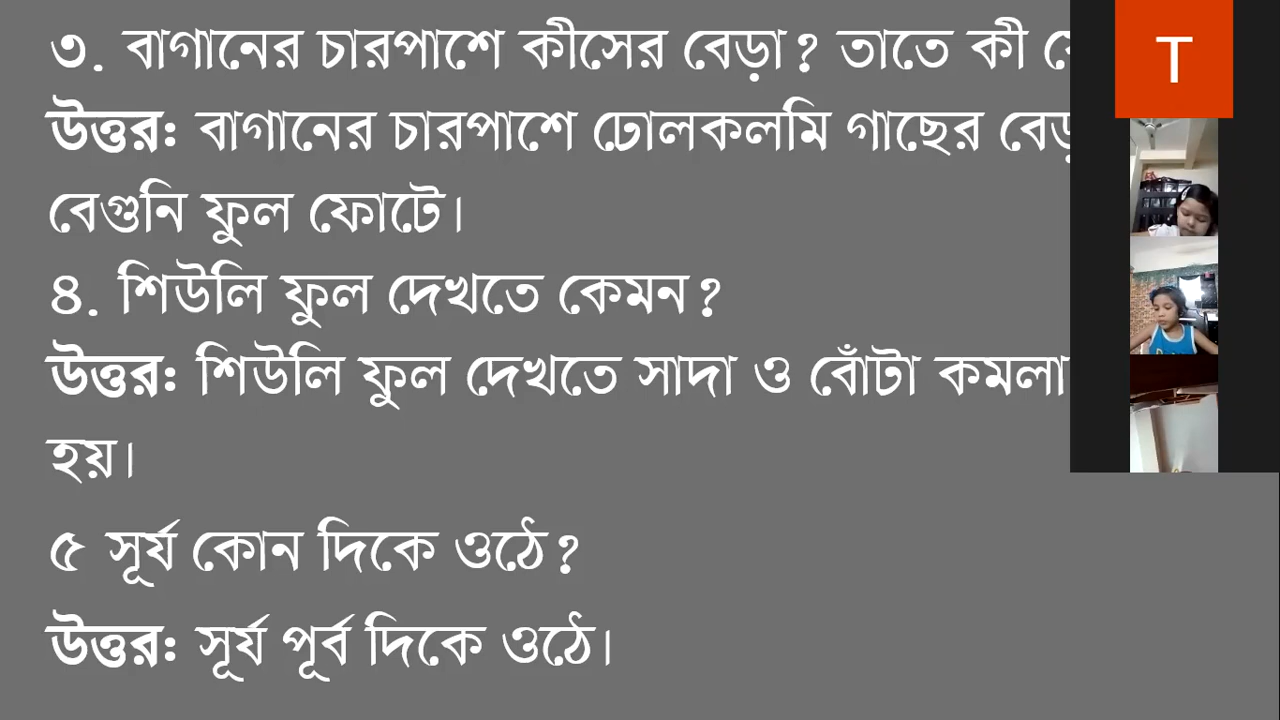 ৩. বাগানের চারপাশে কীসের বেড়া? তাতে কী
উত্তর: বাগানের চারপাশে ঢোলকলমি গাছের
বেগুনি ফুল ফোটে।
৪. শিউলি ফুল দেখতে কেমন?
উত্তর: শিউলি ফুল দেখতে সাদা ও বোঁটা কমলা
হয়।
৫ সূর্য কোন দিকে ওঠে?
উত্তর: সূর্য পূর্ব দিকে ওঠে।
T